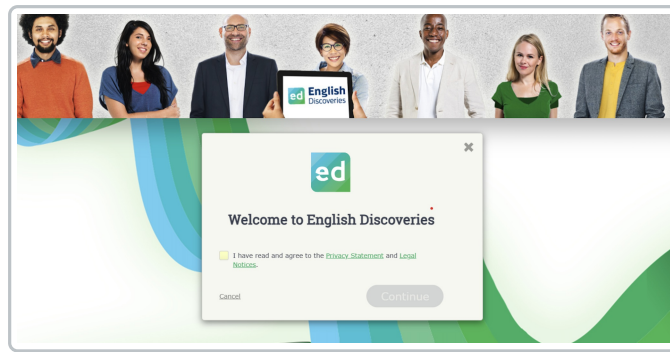 ed English
Discoveries
ed
Welcome to English Discoveries
I have read and agree to the Privacy Statement and Legal
Notices.
Cancel
Continue